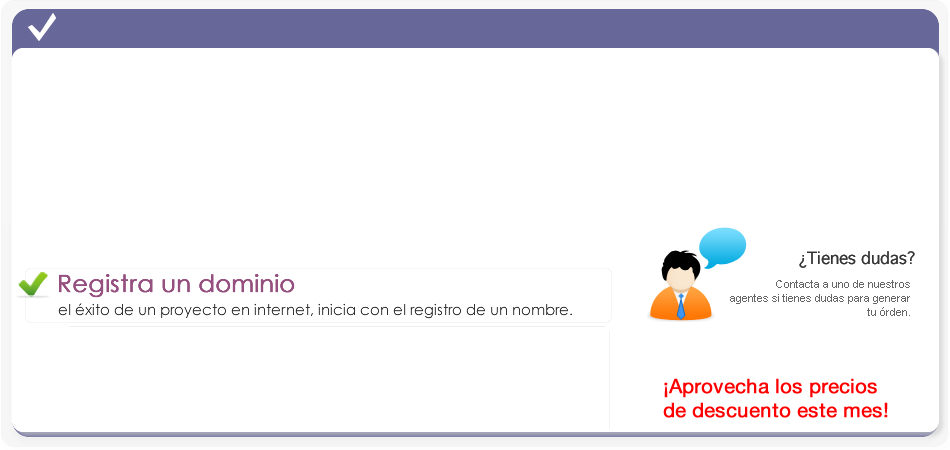 Registra un dominio
el éxito de un proyecto en internet, inicia con el registro de un nombre.
¿Tienes dudas?
Contacta a uno de nuestros
agentes si tienes dudas para generar
tu órden.
¡Aprovecha los precios
de descuento este mes!